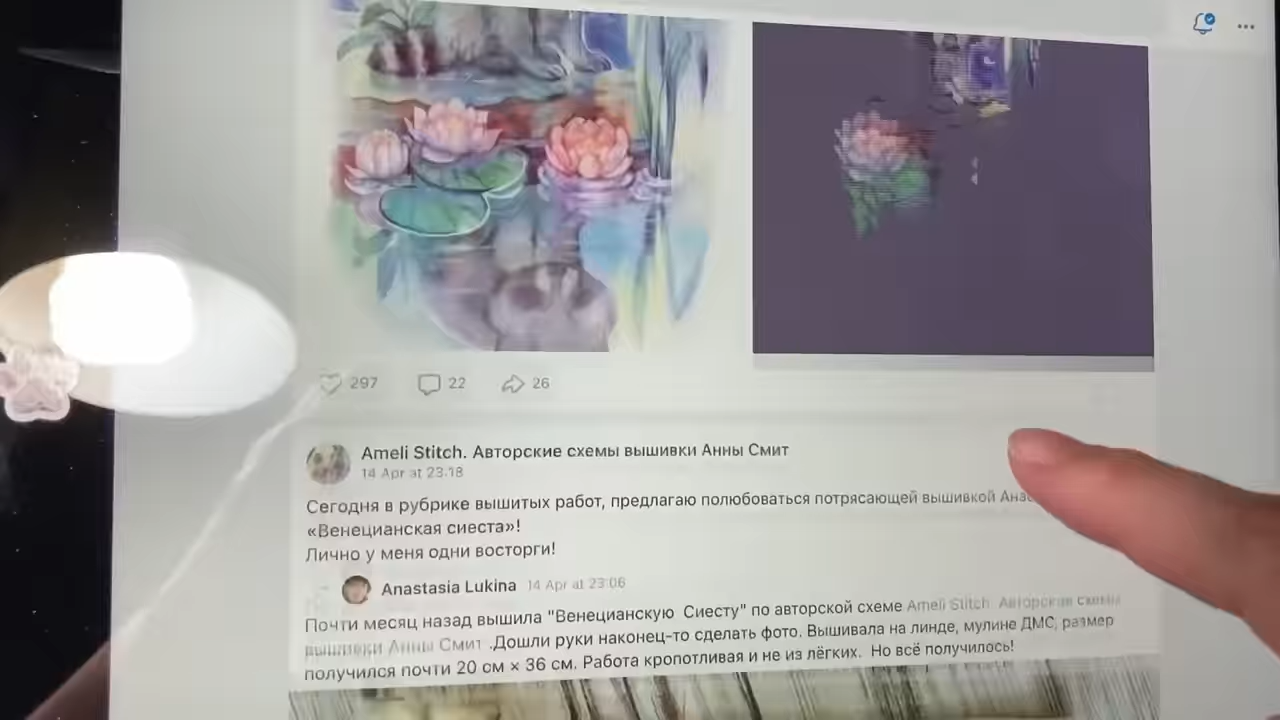 297 22 26
Ameli Stitch. Авторские схемы вышивки Анны Смит
14 Apr at 23:18
Сегодня в рубрике вышитых работ, предлагаю полюбоваться потрясающей вышивкой
«Венецианская сиеста»!
Лично у меня одни восторги!
Anastasia Lukina 14 Apr at 23:06
Почти месяц назад вышила "Венецианскую Сиесту" по авторской схеме Ameli Stitch. Авторские схемы
вышивки Анны Смит .Дошли руки наконец-то сделать фото. Вышивала на линде, мулине ДМС, размер
получился почти 20 см × 36 см. Работа кропотливая и не из лёгких. Но всё получилось!